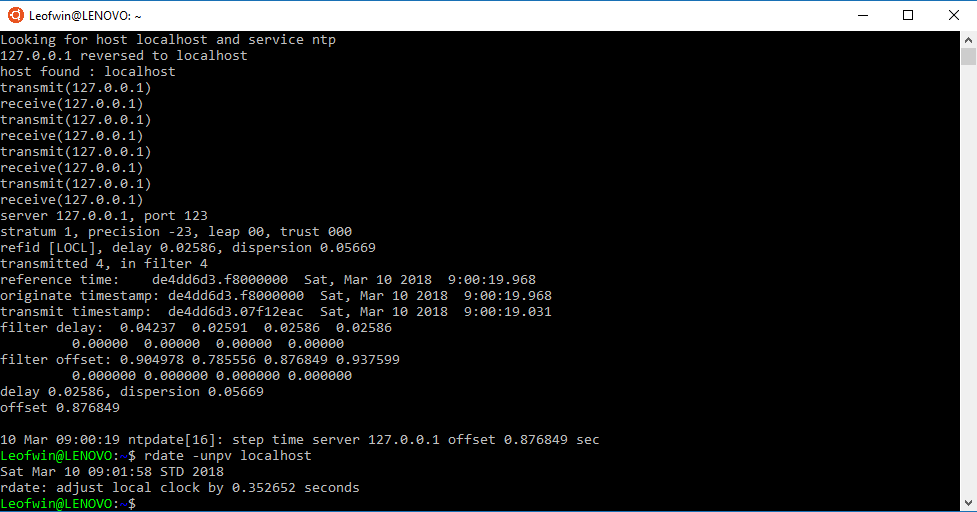 Leofwin@LENOVO: ~
Looking for host localhost and service ntp
127.0.0.1 reversed to localhost
host found : localhost
transmit(127.0.0.1)
receive(127.0.0.1)
transmit(127.0.0.1)
receive(127.0.0.1)
transmit(127.0.0.1)
receive(127.0.0.1)
transmit(127.0.0.1)
receive(127.0.0.1)
server 127.0.0.1, port 123
stratum 1, precision -23, leap 00, trust 000
refid [LOCL], delay 0.02586, dispersion 0.05669
transmitted 4, in filter 4
reference time:    de4dd6d3.f8000000  Sat, Mar 10 2018  9:00:19.968
originate timestamp: de4dd6d3.f8000000  Sat, Mar 10 2018  9:00:19.968
transmit timestamp:  de4dd6d3.07f12eac  Sat, Mar 10 2018  9:00:19.031
filter delay:  0.04237  0.02591  0.02586  0.02586
         0.00000  0.00000  0.00000  0.00000
filter offset: 0.904978 0.785556 0.876849 0.937599
         0.000000 0.000000 0.000000 0.000000
delay 0.02586, dispersion 0.05669
offset 0.876849
10 Mar 09:00:19 ntpdate[16]: step time server 127.0.0.1 offset 0.876849 sec
Leofwin@LENOVO:~$ rdate -unpv localhost
Sat Mar 10 09:01:58 STD 2018
rdate: adjust local clock by 0.352652 seconds
Leofwin@LENOVO:~$